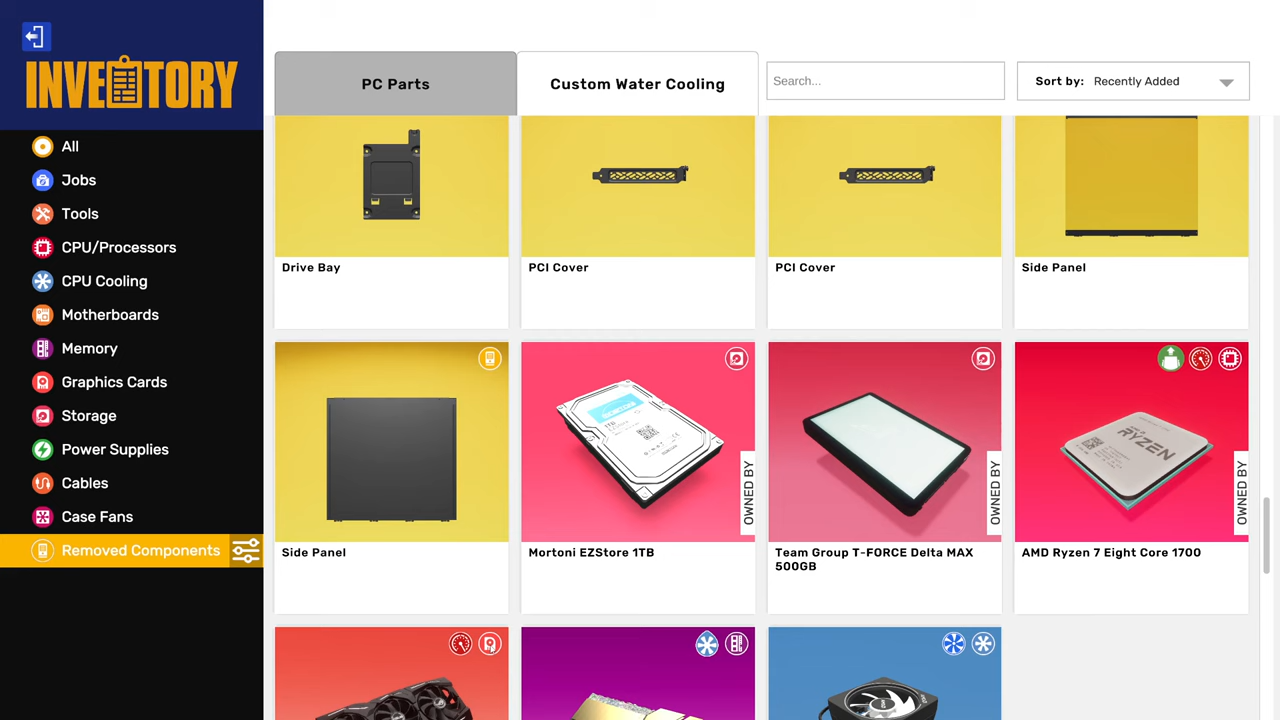 INVENTORY
All
Jobs
Tools
CPU/Processors
CPU Cooling
Motherboards
Memory
Graphics Cards
Storage
Power Supplies
Cables
Case Fans
Removed Components
PC Parts
Custom Water Cooling
Search...
Sort by: Recently Added
Drive Bay
PCI Cover
PCI Cover
Side Panel
OWNED BY
OWNED BY
RYZEN
OWNED BY
Side Panel
Mortoni EZStore 1TB
Team Group T-FORCE Delta MAX
500GB
AMD Ryzen 7 Eight Core 1700